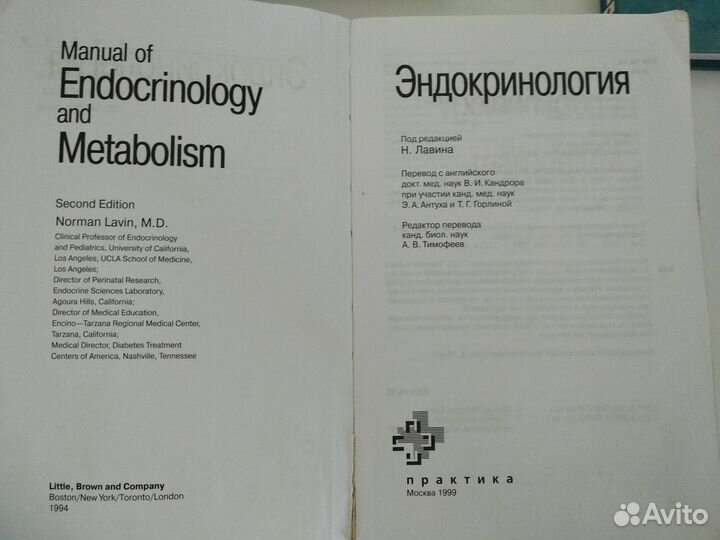 Manual of
Endocrinology
and
Metabolism
Second Edition
Norman Lavin, M.D.
Clinical Professor of Endocrinology
and Pediatrics, University of California,
Los Angeles, UCLA School of Medicine,
Los Angeles;
Director of Perinatal Research,
Endocrine Sciences Laboratory,
Agoura Hills, California;
Director of Medical Education,
Encino—Tarzana Regional Medical Center,
Tarzana, California;
Medical Director, Diabetes Treatment
Centers of America, Nashville, Tennessee
Little, Brown and Company
Boston/New York/Toronto/London
1994
Эндокринология
Под редакцией
Н. Лавина
Перевод с английского
докт. мед. наук В. И. Кандрора
при участии канд. мед. наук
Э. А. Антуха и Т. Г. Горлиной
Редактор перевода
канд. биол. наук
А. В. Тимофеев
практика
Москва 1999
Avito